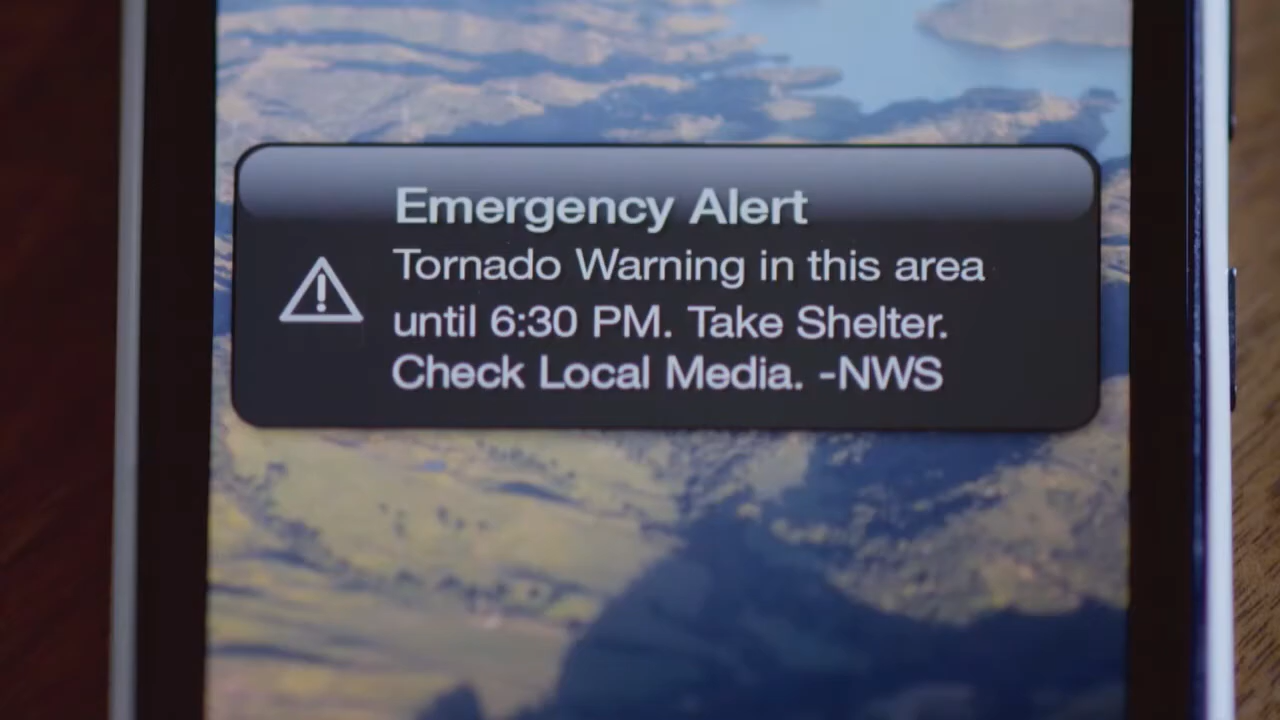 Emergency Alert
Tornado Warning in this area
until 6:30 PM. Take Shelter.
Check Local Media. -NWS